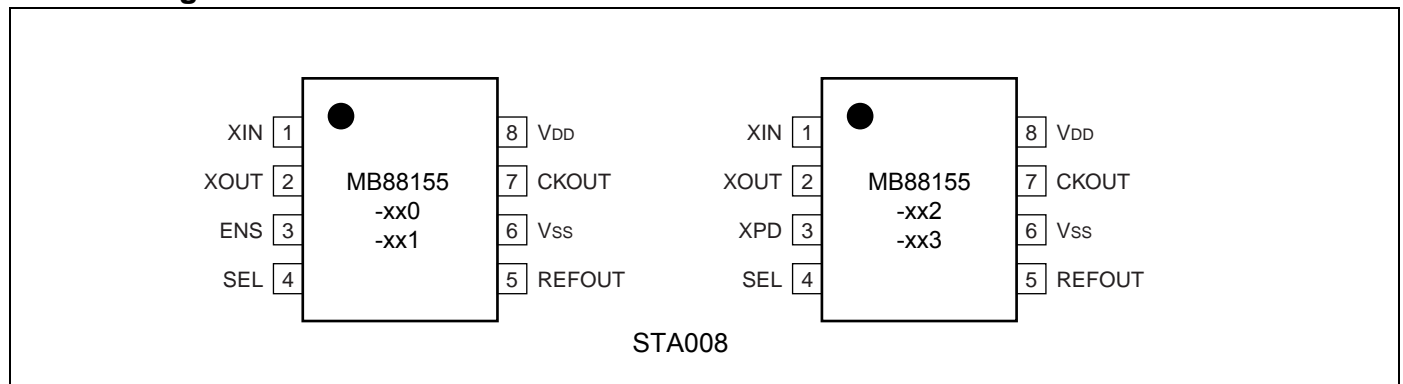 XIN 1
XOUT 2
ENS 3
SEL 4
MB88155
-xx0
-xx1
8 VDD
7 CKOUT
6 Vss
5 REFOUT
XIN 1
XOUT 2
XPD 3
SEL 4
MB88155
-xx2
-xx3
8 VDD
7 CKOUT
6 Vss
5 REFOUT
STA008